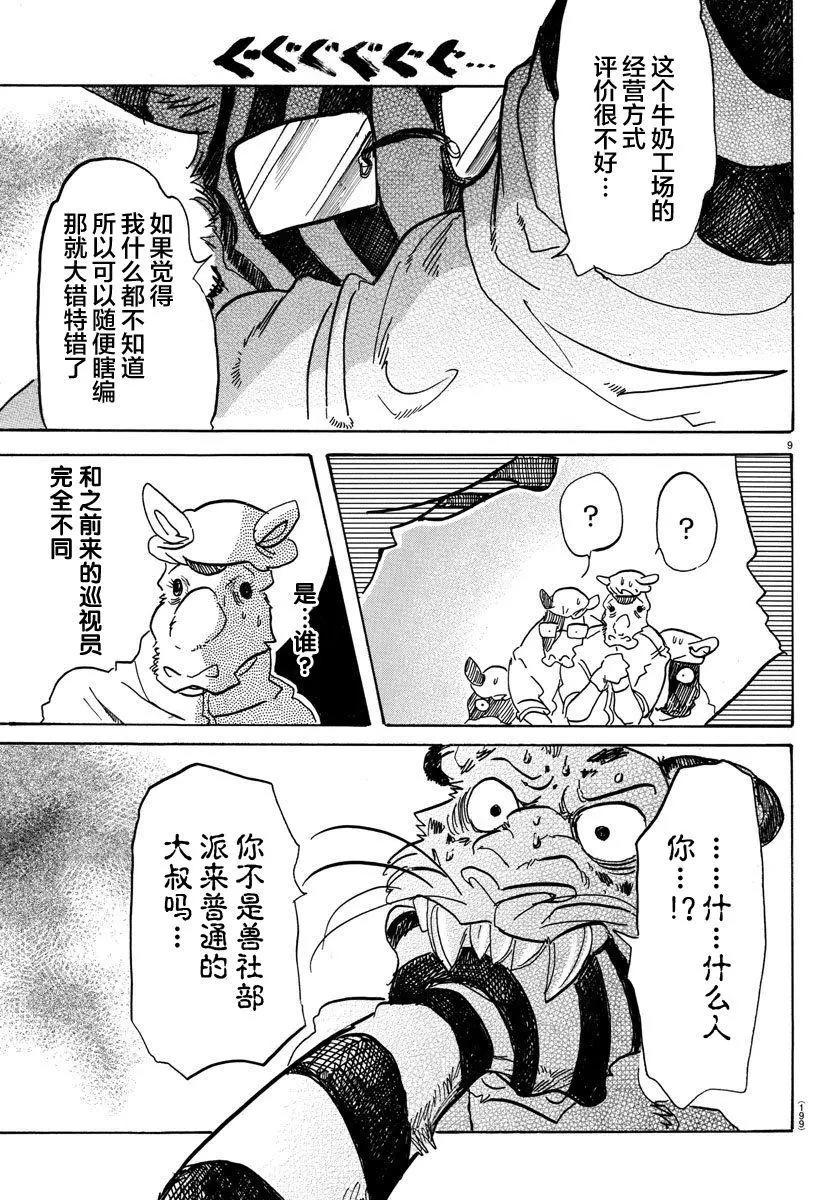 ぐぐぐぐぐぐ…
这个牛奶工场的
经营方式
评价很不好…
如果觉得
我什么都不知道
所以可以随便瞎编
那就大错特错了
9
？
？
是…谁？
和之前来的巡视员
完全不同
……什…什么人
你…!?
你不是兽社部
派来普通的
大叔吗…
(199)